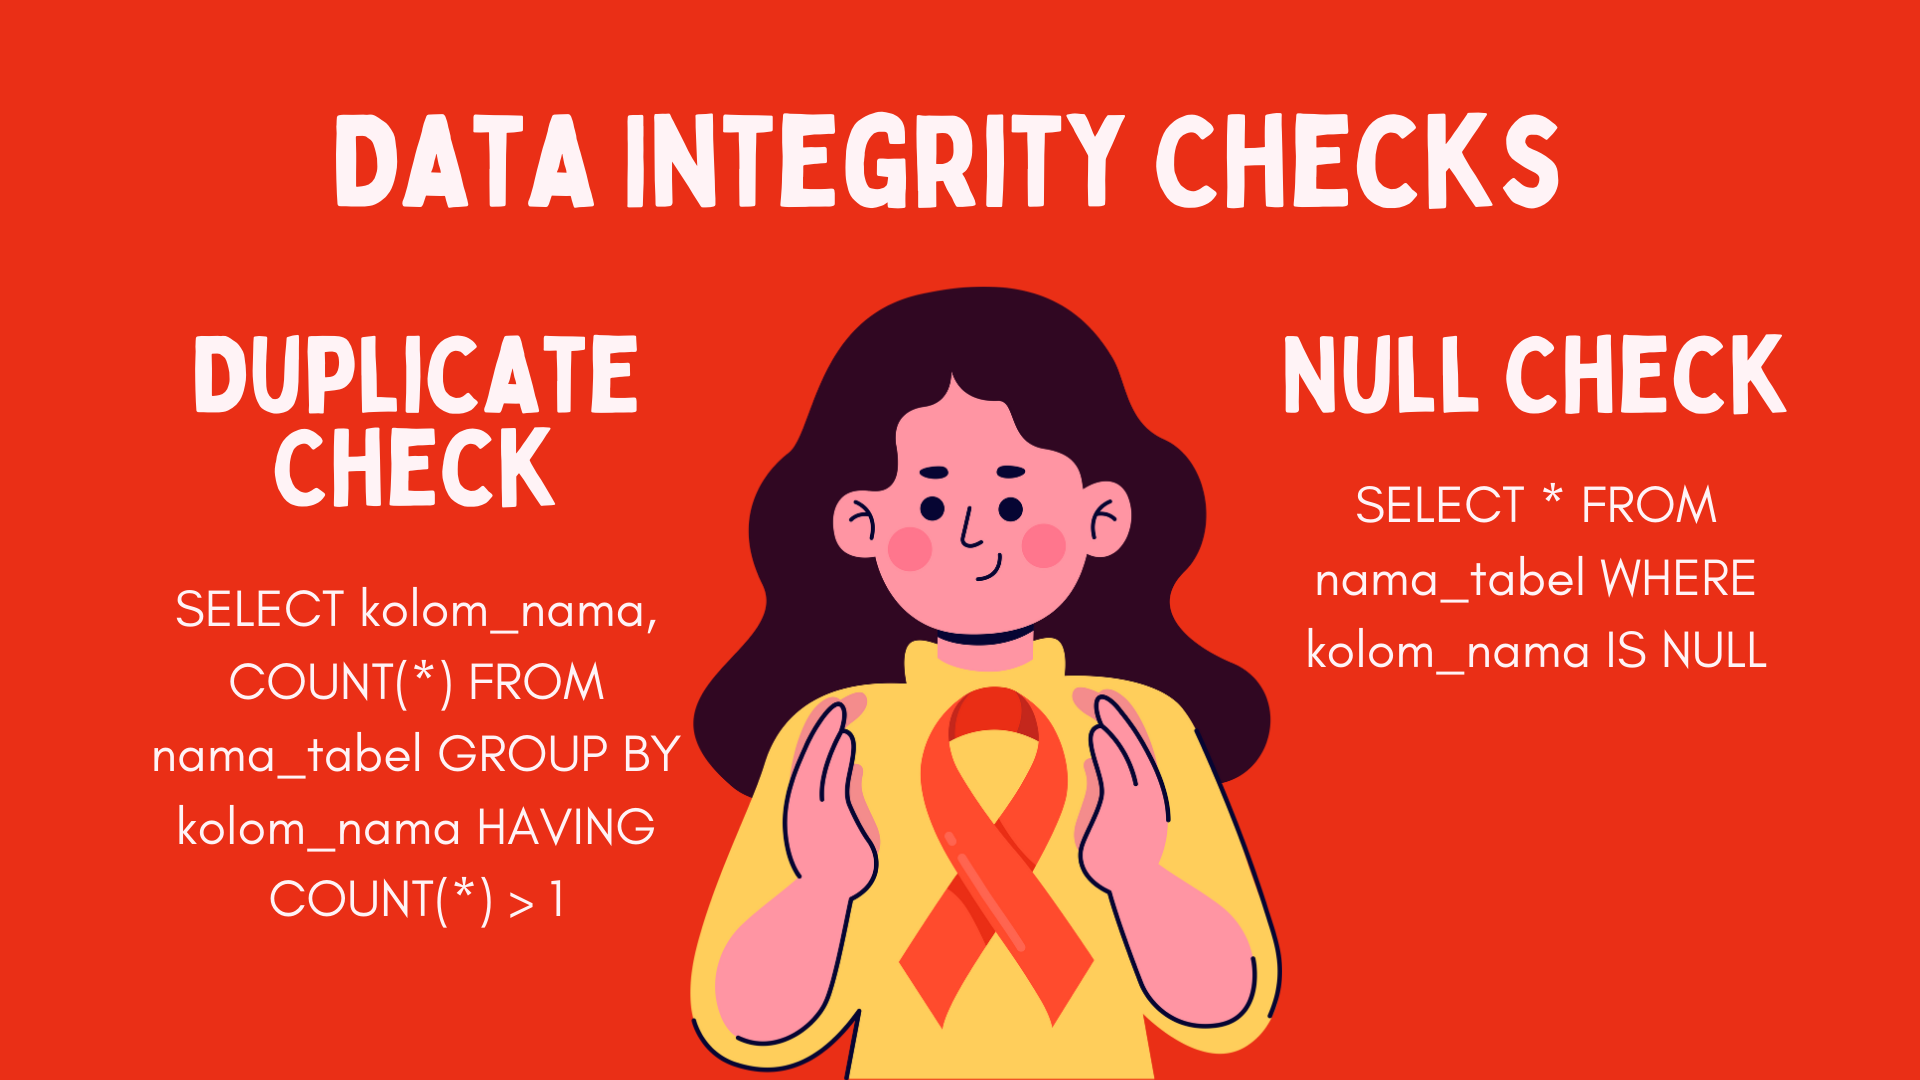 DATA INTEGRITY CHECKS
DUPLICATE
CHECK
SELECT kolom_nama,
COUNT(*) FROM
nama_tabel GROUP BY
kolom_nama HAVING
COUNT(*) > 1
NULL CHECK
SELECT * FROM
nama_tabel WHERE
kolom_nama IS NULL